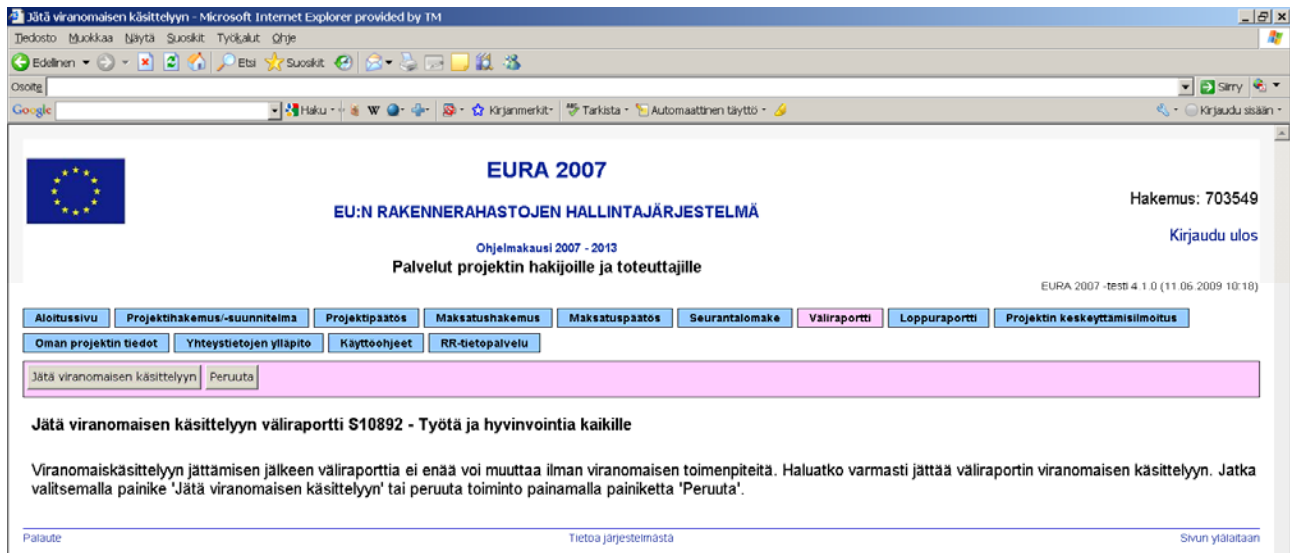 Jätä viranomaisen käsittelyyn - Microsoft Internet Explorer provided by TM
Tiedosto Muokkaa Näytä Suosikit Työkalut Ohje
Edellinen Etsi Suosikit
Osoite Siirry
Google Haku W Kirjanmerkit Tarkista Automaattinen täyttö Kirjaudu sisään
EURA 2007
EU:N RAKENNERAHASTOJEN HALLINTAJÄRJESTELMÄ
Hakemus: 703549
Kirjaudu ulos
Ohjelmakausi 2007 - 2013
Palvelut projektin hakijoille ja toteuttajille
EURA 2007 -testi 4.1.0 (11.06.2009 10:18)
Aloitussivu Projektihakemus/-suunnitelma Projektipäätös Maksatushakemus Maksatuspäätös Seurantalomake Väliraportti Loppuraportti Projektin keskeyttämisilmoitus
Oman projektin tiedot Yhteystietojen ylläpito Käyttöohjeet RR-tietopalvelu
Jätä viranomaisen käsittelyyn Peruuta
Jätä viranomaisen käsittelyyn väliraportti S10892 - Työtä ja hyvinvointia kaikille
Viranomaiskäsittelyyn jättämisen jälkeen väliraporttia ei enää voi muuttaa ilman viranomaisen toimenpiteitä. Haluatko varmasti jättää väliraportin viranomaisen käsittelyyn. Jatka
valitsemalla painike 'Jätä viranomaisen käsittelyyn' tai peruuta toiminto painamalla painiketta 'Peruuta'.
Palaute Tietoa järjestelmästä Sivun ylälaitaan